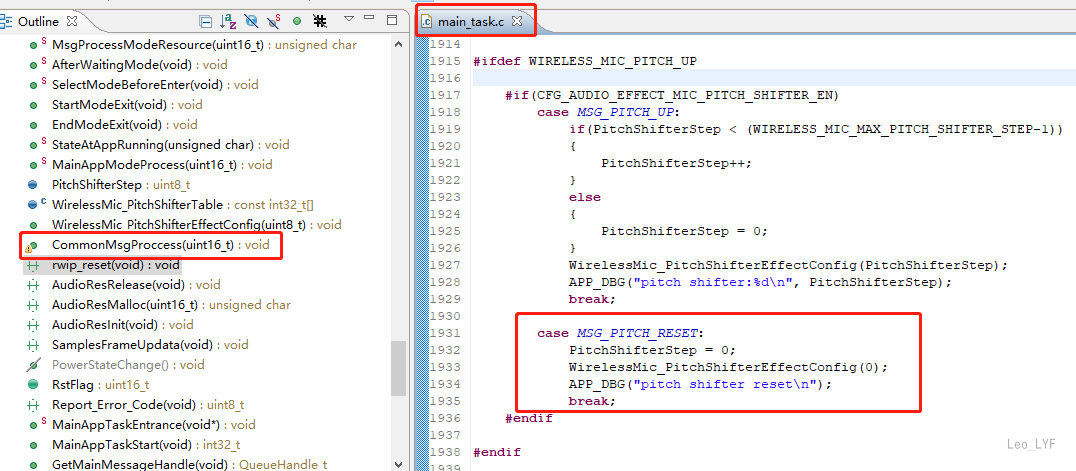 Outline
MsgProcessModeResource(uint16_t) : unsigned char
AfterWaitingMode(void) : void
SelectModeBeforeEnter(void) : void
StartModeExit(void) : void
EndModeExit(void) : void
StateAtAppRunning(unsigned char) : void
MainAppModeProcess(uint16_t) : void
PitchShifterStep : uint8_t
WirelessMic_PitchShifterTable : const int32_t[]
WirelessMic_PitchShifterEffectConfig(uint8_t) : void
CommonMsgProccess(uint16_t) : void
rwip_reset(void) : void
AudioResRelease(void) : void
AudioResMalloc(uint16_t) : unsigned char
AudioResInit(void) : void
SamplesFrameUpdata(void) : void
PowerStateChange() : void
RstFlag : uint16_t
Report_Error_Code(void) : uint8_t
MainAppTaskEntrance(void*) : void
MainAppTaskStart(void) : int32_t
GetMainMessageHandle(void) : QueueHandle_t
main_task.c
1914
1915 #ifdef WIRELESS_MIC_PITCH_UP
1916
1917 #if(CFG_AUDIO_EFFECT_MIC_PITCH_SHIFTER_EN)
1918 case MSG_PITCH_UP:
1919 if(PitchShifterStep < (WIRELESS_MIC_MAX_PITCH_SHIFTER_STEP-1))
1920 {
1921 PitchShifterStep++;
1922 }
1923 else
1924 {
1925 PitchShifterStep = 0;
1926 }
1927 WirelessMic_PitchShifterEffectConfig(PitchShifterStep);
1928 APP_DBG("pitch shifter:%d\n", PitchShifterStep);
1929 break;
1930
1931 case MSG_PITCH_RESET:
1932 PitchShifterStep = 0;
1933 WirelessMic_PitchShifterEffectConfig(0);
1934 APP_DBG("pitch shifter reset\n");
1935 break;
1936 #endif
1937
1938 #endif
Leo_LYF